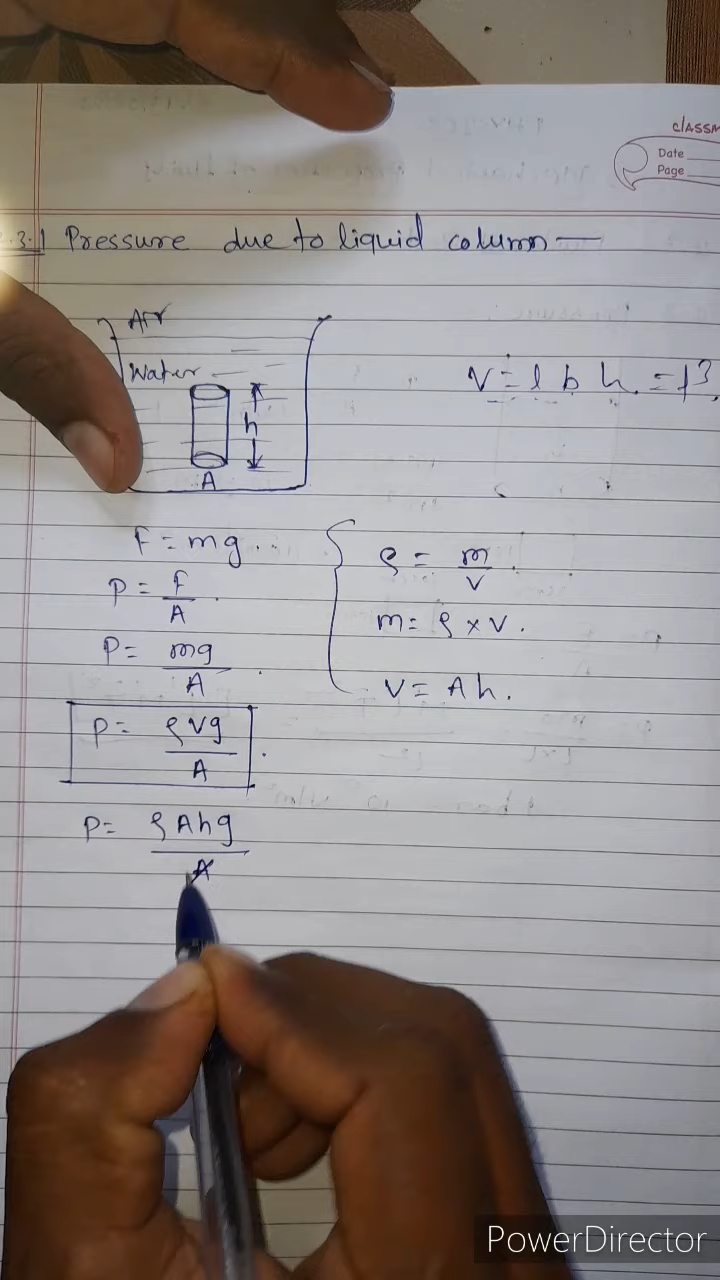 classm
Date
Page
.3.1 Pressure due to liquid column —
Air
Water
h
A
V = l b h = l³
F = mg
P = F/A
P = mg/A
P = ρVg/A
P = ρAhg/A
ρ = m/V
m = ρ × V.
V = Ah.
PowerDirector